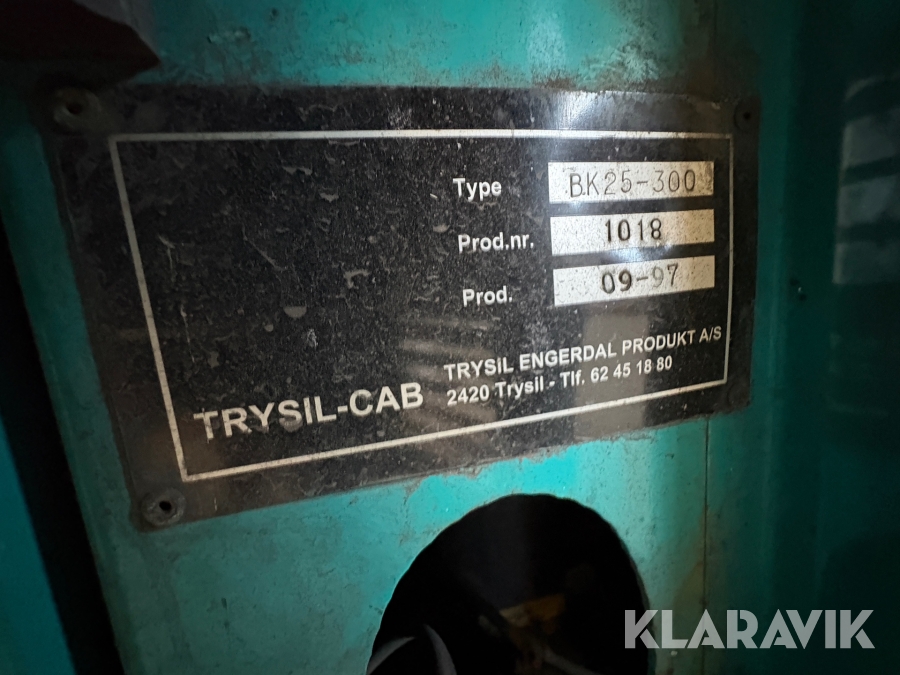 Type BK25-300
Prod.nr. 1018
Prod. 09-97
TRYSIL-CAB
TRYSIL ENGERDAL PRODUKT A/S
2420 Trysil - Tlf. 62 45 18 80
KLARAVIK